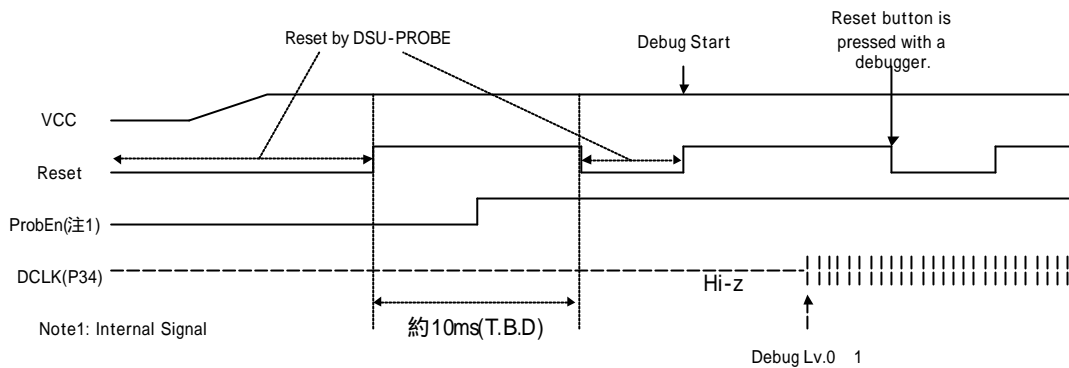 Reset by DSU-PROBE
Debug Start
Reset button is
pressed with a
debugger.
VCC
Reset
ProbEn(注1)
DCLK(P34)
Hi-z
Note1: Internal Signal
約10ms(T.B.D)
Debug Lv.0 1